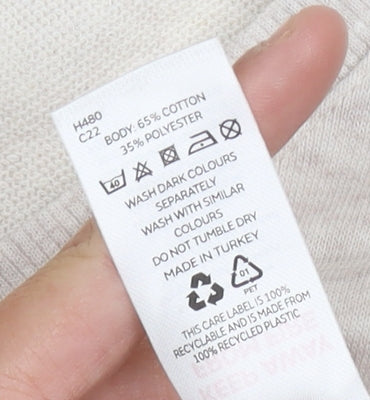 H480
C22
BODY: 65% COTTON
35% POLYESTER
40
WASH DARK COLOURS
SEPARATELY
WASH WITH SIMILAR
COLOURS
DO NOT TUMBLE DRY
MADE IN TURKEY
01
PET
THIS CARE LABEL IS 100%
RECYCLABLE AND IS MADE FROM
100% RECYCLED PLASTIC